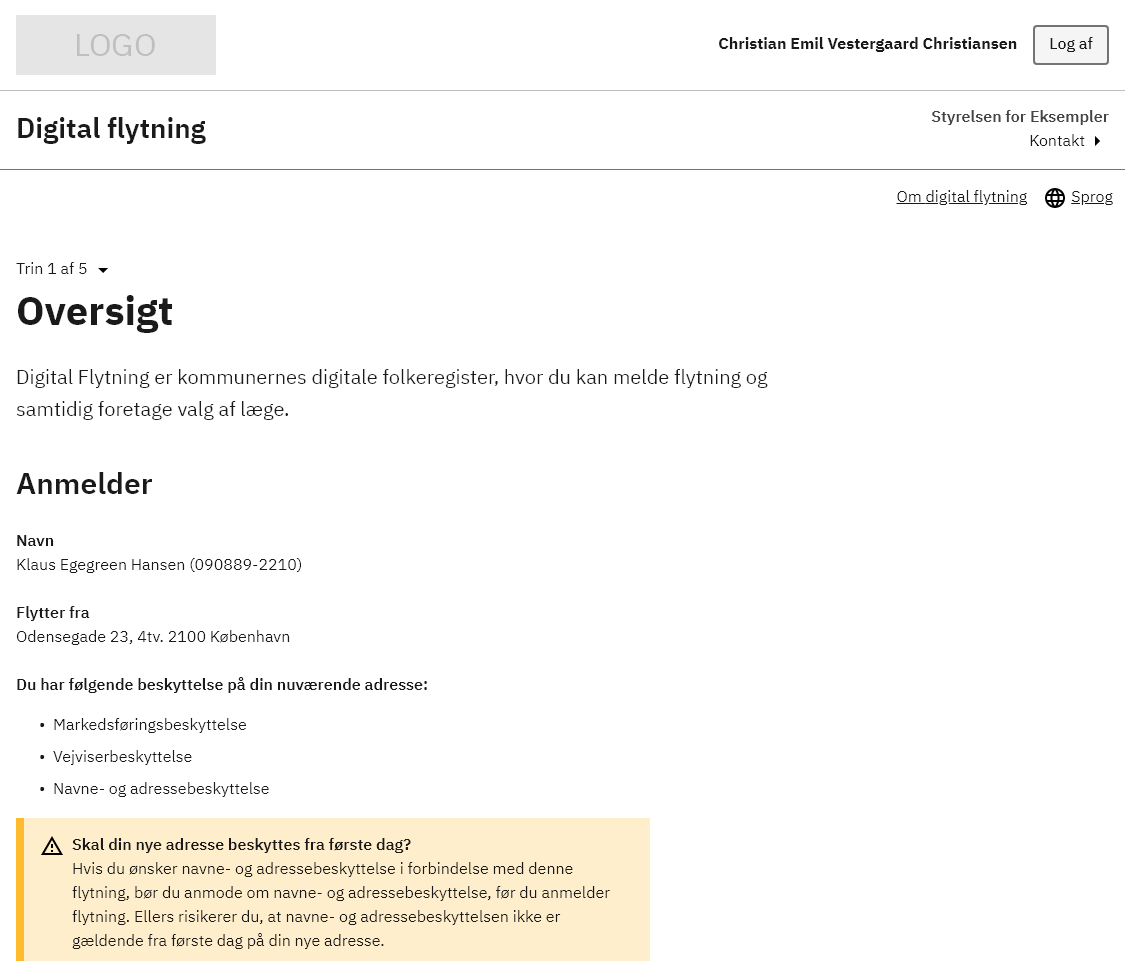 LOGO
Christian Emil Vestergaard Christiansen
Log af
Digital flytning
Styrelsen for Eksempler
Kontakt
Om digital flytning
Sprog
Trin 1 af 5
Oversigt
Digital Flytning er kommunernes digitale folkeregister, hvor du kan melde flytning og
samtidig foretage valg af læge.
Anmelder
Navn
Klaus Egegreen Hansen (090889-2210)
Flytter fra
Odensegade 23, 4tv. 2100 København
Du har følgende beskyttelse på din nuværende adresse:
• Markedsføringsbeskyttelse
• Vejviserbeskyttelse
• Navne- og adressebeskyttelse
Skal din nye adresse beskyttes fra første dag?
Hvis du ønsker navne- og adressebeskyttelse i forbindelse med denne
flytning, bør du anmode om navne- og adressebeskyttelse, før du anmelder
flytning. Ellers risikerer du, at navne- og adressebeskyttelsen ikke er
gældende fra første dag på din nye adresse.